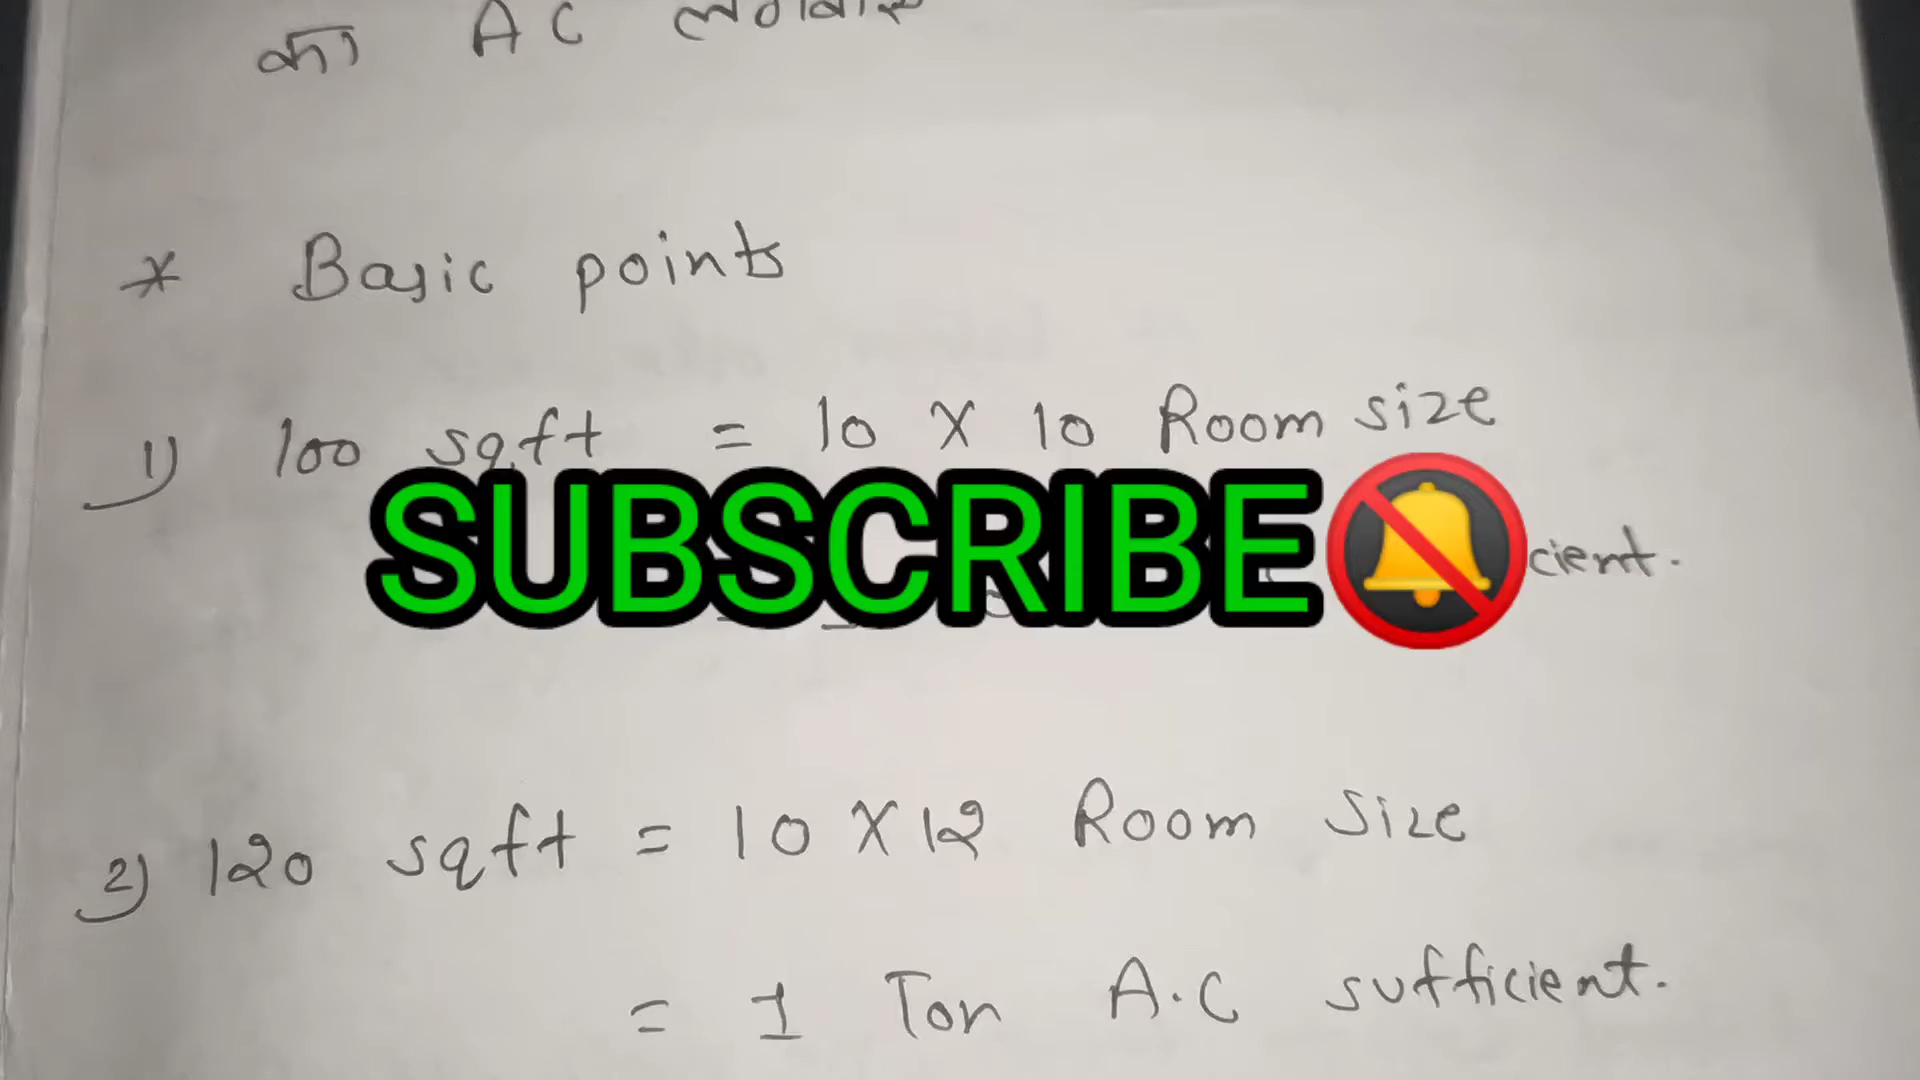 का AC
* Basic points
1) 100 sqft = 10 X 10 Room size
SUBSCRIBE
cient.
2) 120 sqft = 10 X 12 Room Size
= 1 Ton A.C sufficient.